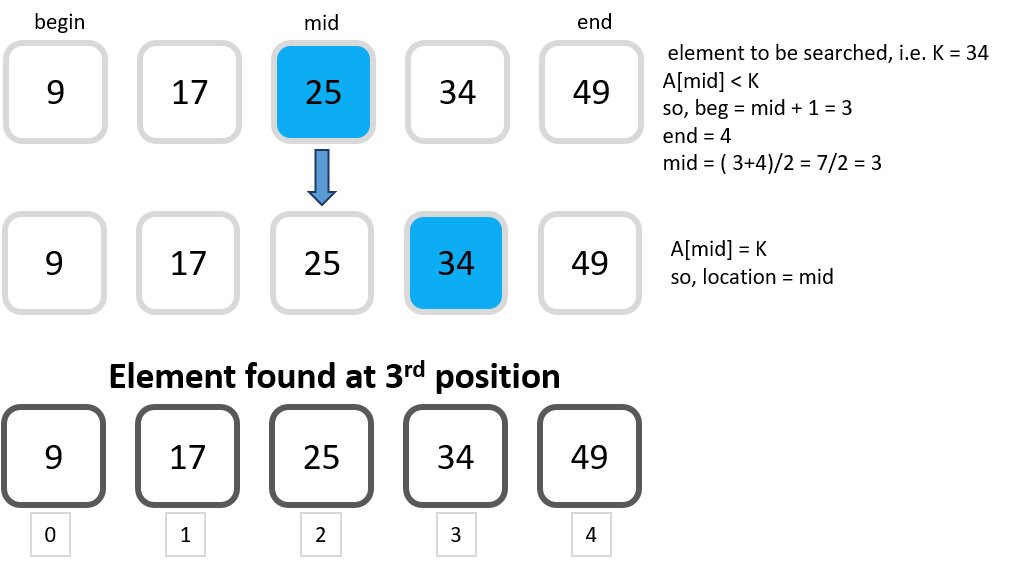 begin mid end
9 17 25 34 49
element to be searched, i.e. K = 34
A[mid] < K
so, beg = mid + 1 = 3
end = 4
mid = ( 3+4)/2 = 7/2 = 3
9 17 25 34 49
A[mid] = K
so, location = mid
Element found at 3rd position
9 17 25 34 49
0 1 2 3 4